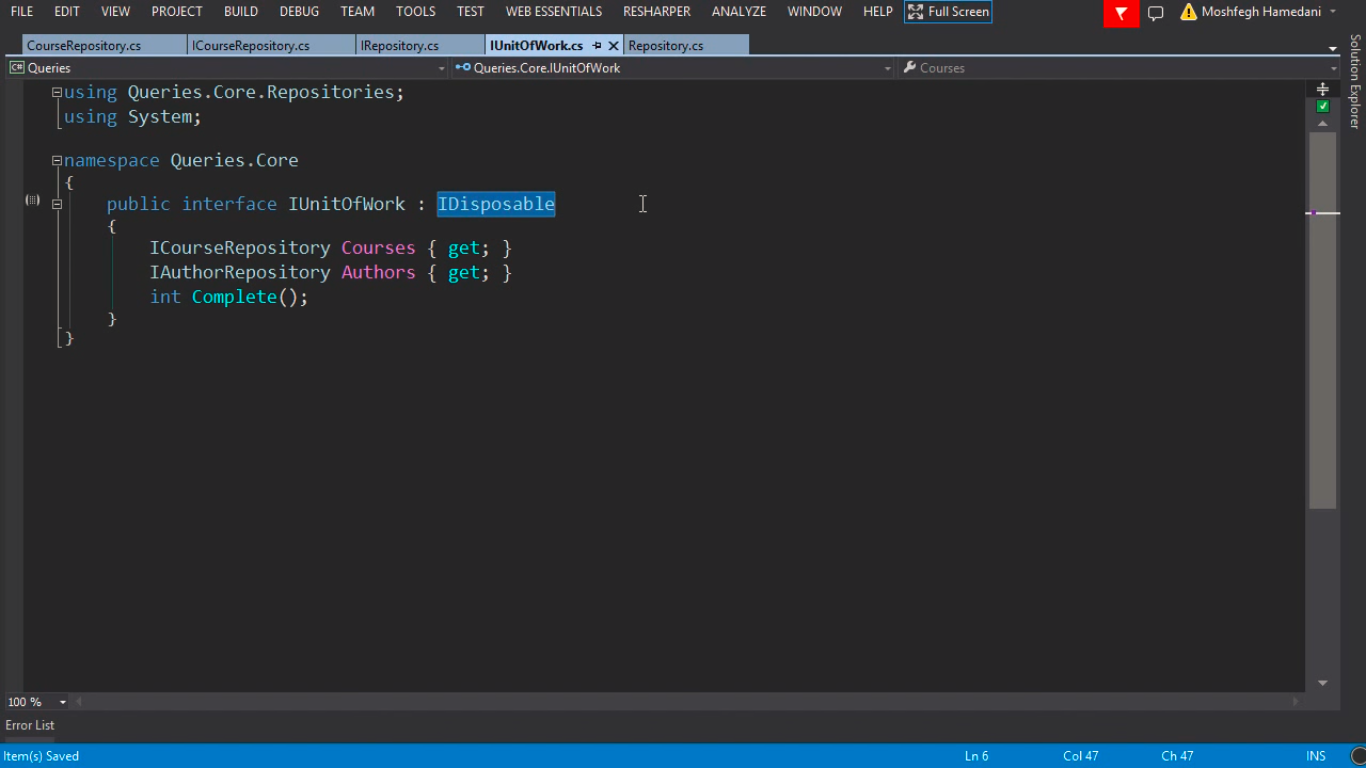 FILE EDIT VIEW PROJECT BUILD DEBUG TEAM TOOLS TEST WEB ESSENTIALS RESHARPER ANALYZE WINDOW HELP Full Screen Moshfegh Hamedani
CourseRepository.cs ICourseRepository.cs IRepository.cs IUnitOfWork.cs Repository.cs
Queries Queries.Core.IUnitOfWork Courses
Solution Explorer
using Queries.Core.Repositories;
using System;
namespace Queries.Core
{
public interface IUnitOfWork : IDisposable
{
ICourseRepository Courses { get; }
IAuthorRepository Authors { get; }
int Complete();
}
}
100 %
Error List
Item(s) Saved Ln 6 Col 47 Ch 47 INS